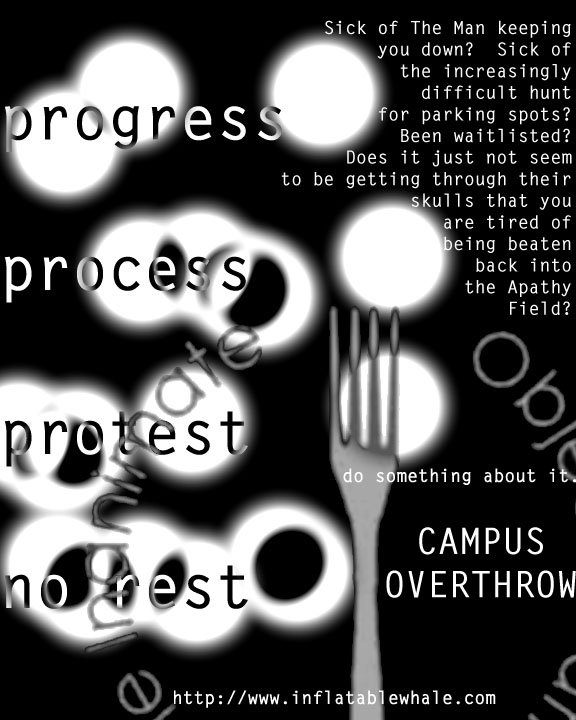 Sick of The Man keeping
you down?  Sick of
the increasingly
difficult hunt
for parking spots?
Been waitlisted?
Does it just not seem
to be getting through their
skulls that you
are tired of
being beaten
back into
the Apathy
Field?
progress
process
protest
no rest
Inaninate
Obje
e
do something about it.
CAMPUS
OVERTHROW
http://www.inflatablewhale.com